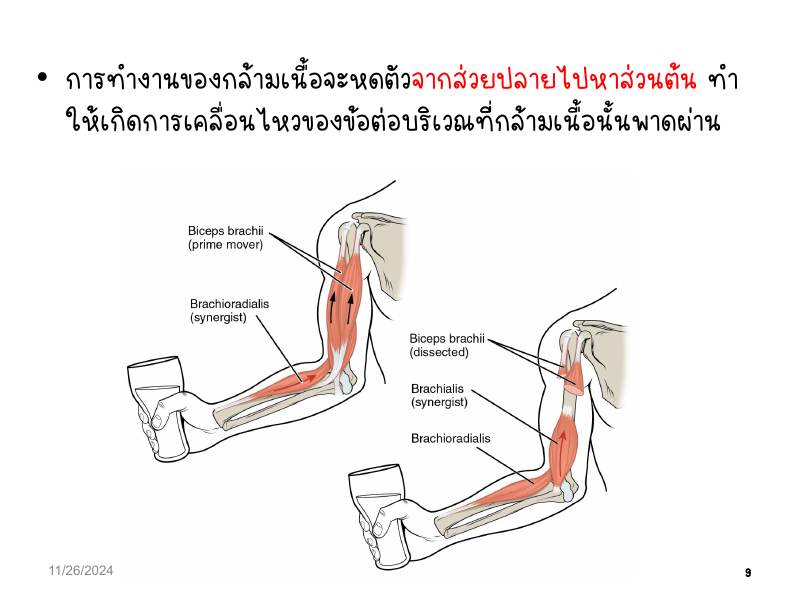 • การทำงานของกล้ามเนื้อจะหดตัวจากส่วยปลายไปหาส่วนต้น ทำ
ให้เกิดการเคลื่อนไหวของข้อต่อบริเวณที่กล้ามเนื้อนั้นพาดผ่าน
Biceps brachii
(prime mover)
Brachioradialis
(synergist)
Biceps brachii
(dissected)
Brachialis
(synergist)
Brachioradialis
11/26/2024
9